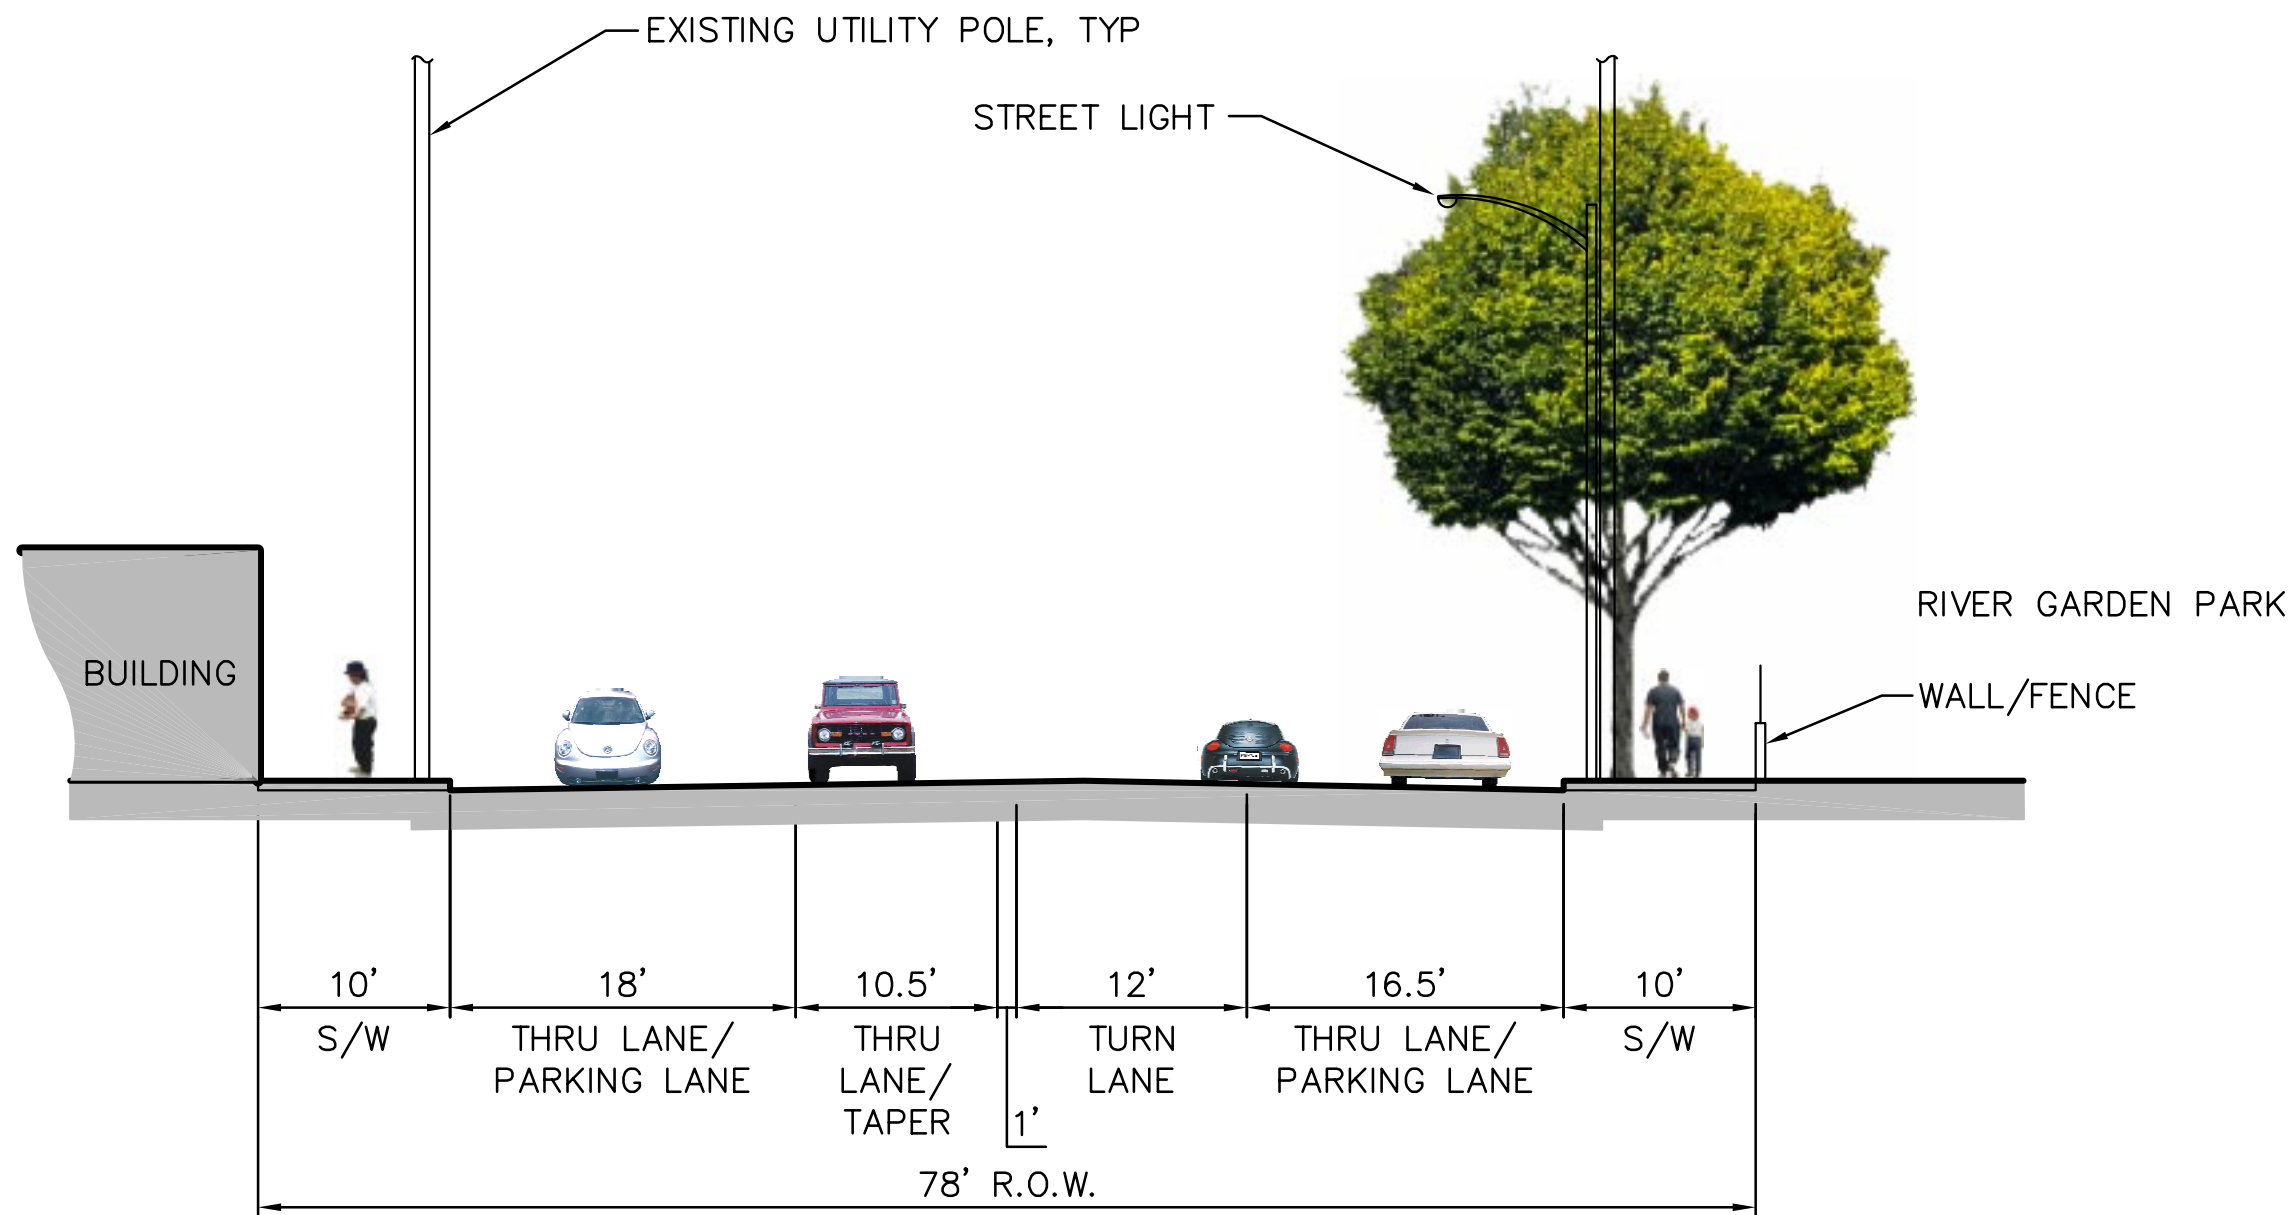 EXISTING UTILITY POLE, TYP
STREET LIGHT
RIVER GARDEN PARK
BUILDING
WALL/FENCE
10'
18'
10.5'
12'
16.5'
10'
S/W
THRU LANE/
PARKING LANE
THRU
LANE/
TAPER
1'
TURN
LANE
THRU LANE/
PARKING LANE
S/W
78' R.O.W.